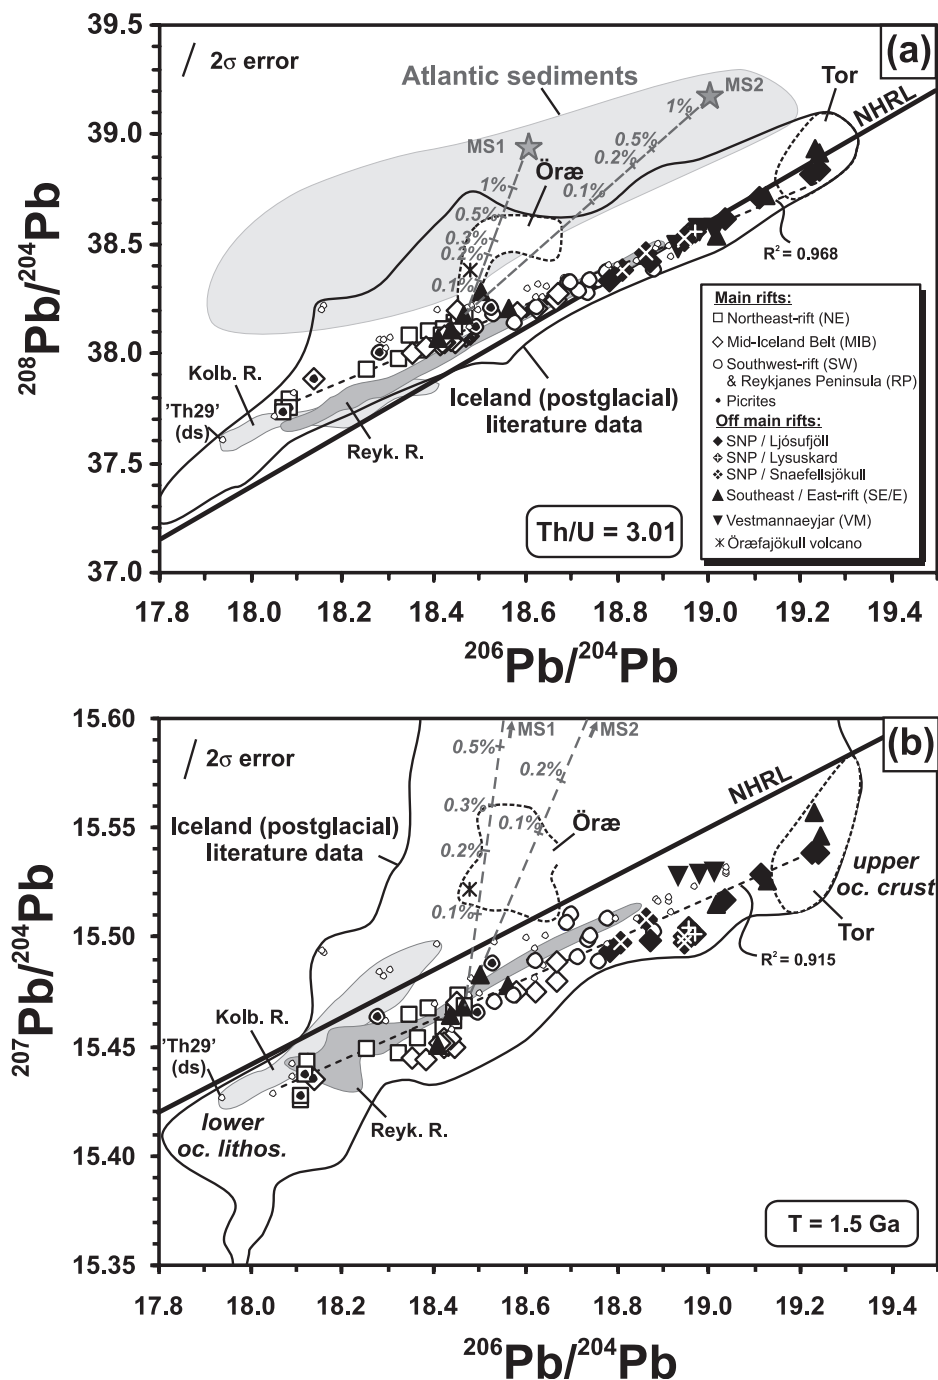 39.5
39.0
38.5
38.0
37.5
37.0
²⁰⁸Pb/²⁰⁴Pb
2σ error
(a)
Atlantic sediments
MS2
Tor
NHRL
1%
MS1
0.5%
0.2%
Öræ
1%
0.1%
0.5%
0.3%
0.2%
0.1%
R² = 0.968
Kolb. R.
'Th29'
(ds)
Reyk. R.
Iceland (postglacial)
literature data
Th/U = 3.01
Main rifts:
Northeast-rift (NE)
Mid-Iceland Belt (MIB)
Southwest-rift (SW)
& Reykjanes Peninsula (RP)
Picrites
Off main rifts:
SNP / Ljósufjöll
SNP / Lysuskard
SNP / Snaefellsjökull
Southeast / East-rift (SE/E)
Vestmannaeyjar (VM)
Öræfajökull volcano
17.8 18.0 18.2 18.4 18.6 18.8 19.0 19.2 19.4
²⁰⁶Pb/²⁰⁴Pb
15.60
15.55
15.50
15.45
15.40
15.35
²⁰⁷Pb/²⁰⁴Pb
2σ error
(b)
MS1
MS2
0.5%
0.2%
NHRL
0.3%
0.1%
Öræ
0.2%
0.1%
Iceland (postglacial)
literature data
upper
oc. crust
Tor
R² = 0.915
Kolb. R.
'Th29'
(ds)
lower
oc. lithos.
Reyk. R.
T = 1.5 Ga
17.8 18.0 18.2 18.4 18.6 18.8 19.0 19.2 19.4
²⁰⁶Pb/²⁰⁴Pb